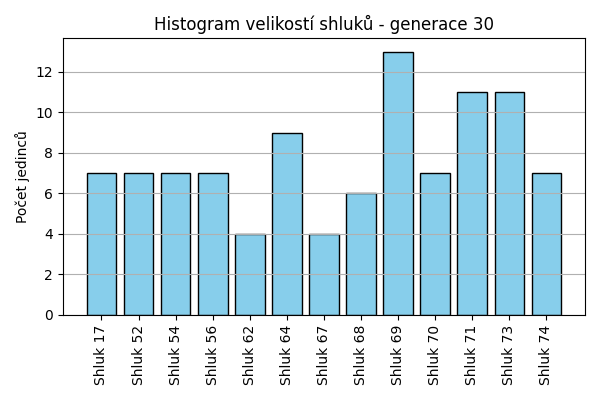 Histogram velikostí shluků - generace 30
Počet jedinců
12
10
8
6
4
2
0
Shluk 17
Shluk 52
Shluk 54
Shluk 56
Shluk 62
Shluk 64
Shluk 67
Shluk 68
Shluk 69
Shluk 70
Shluk 71
Shluk 73
Shluk 74